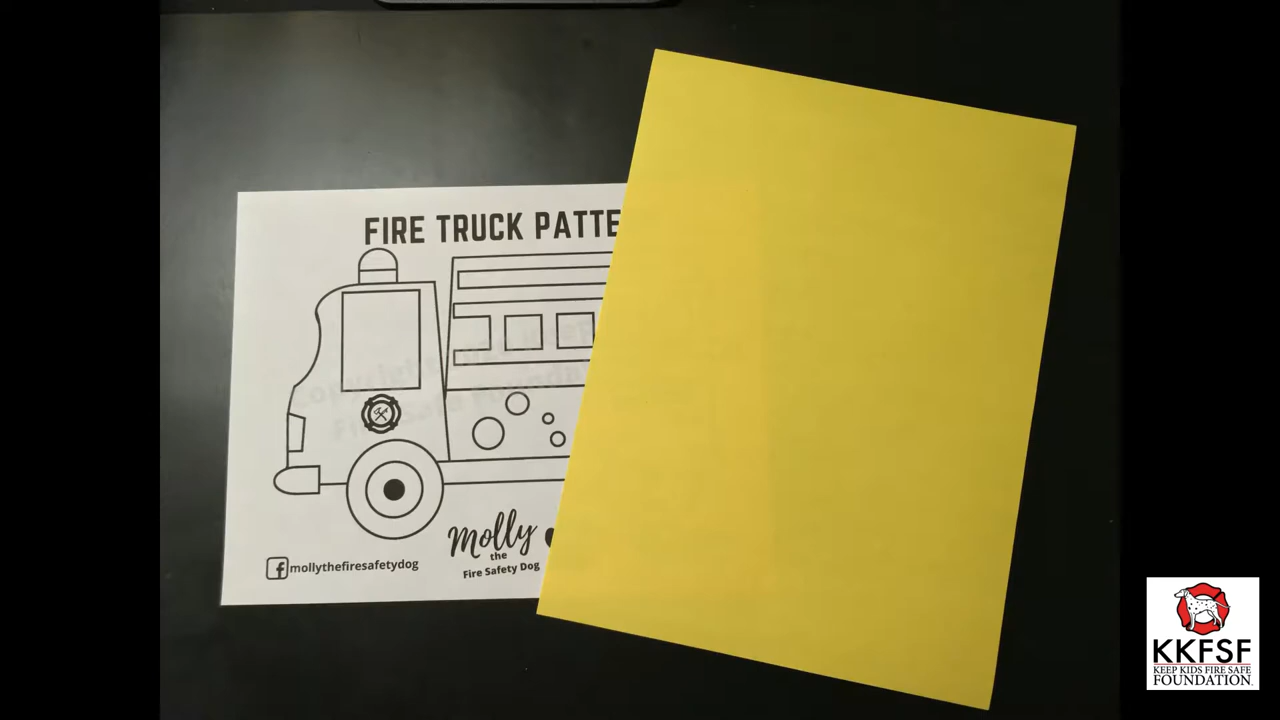 FIRE TRUCK PATTE
Molly
the
Fire Safety Dog
mollythefiresafetydog
KKFSF
KEEP KIDS FIRE SAFE
FOUNDATION